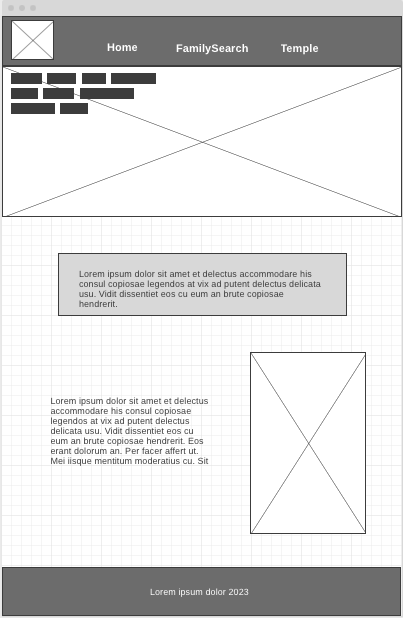 Home FamilySearch Temple
Lorem ipsum dolor sit amet et delectus accommodare his
consul copiosae legendos at vix ad putent delectus delicata
usu. Vidit dissentiet eos cu eum an brute copiosae
hendrerit.
Lorem ipsum dolor sit amet et delectus
accommodare his consul copiosae
legendos at vix ad putent delectus
delicata usu. Vidit dissentiet eos cu
eum an brute copiosae hendrerit. Eos
erant dolorum an. Per facer affert ut.
Mei iisque mentitum moderatius cu. Sit
Lorem ipsum dolor 2023